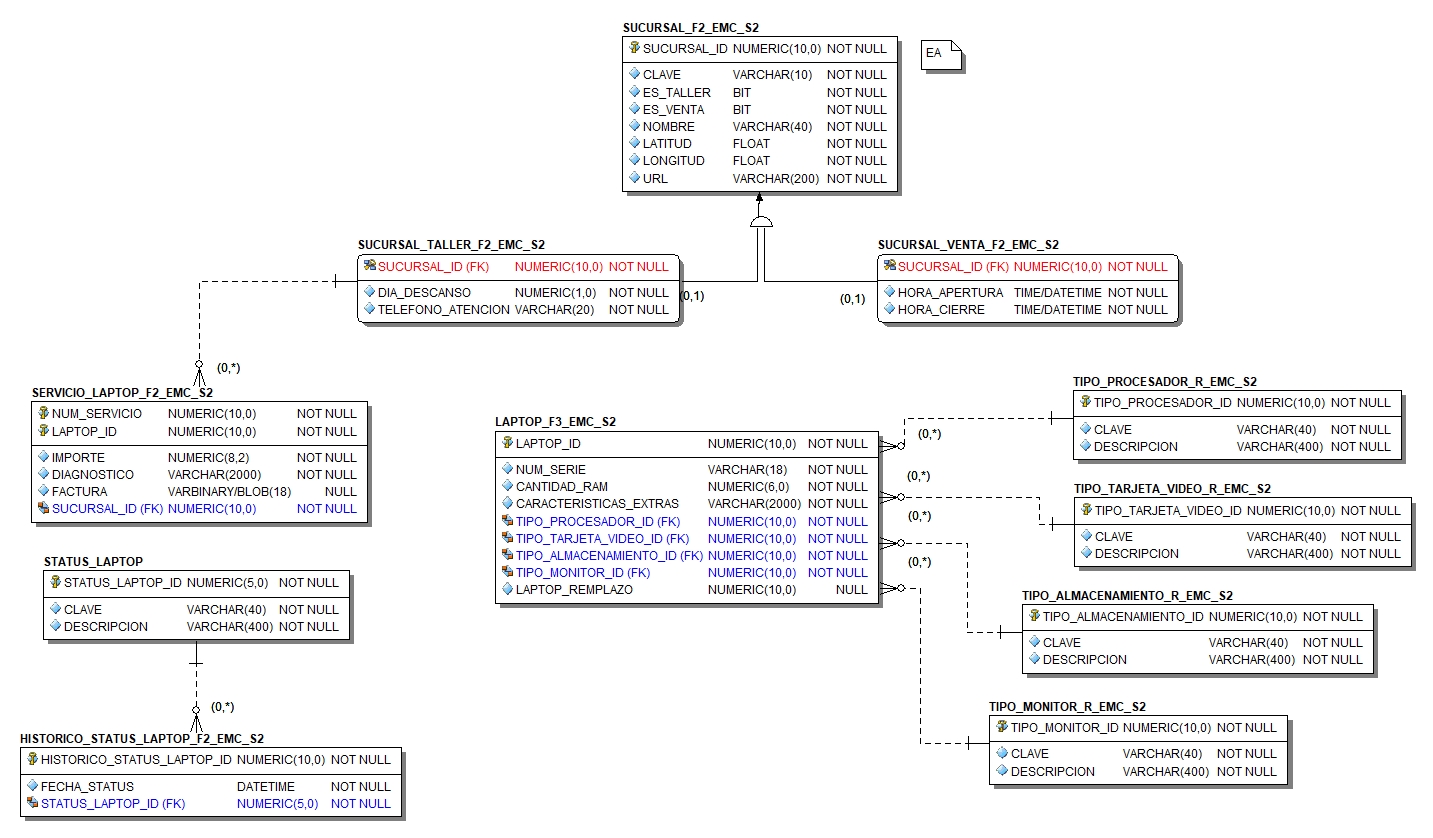 SUCURSAL_F2_EMC_S2
SUCURSAL_ID NUMERIC(10,0) NOT NULL
CLAVE VARCHAR(10) NOT NULL
ES_TALLER BIT NOT NULL
ES_VENTA BIT NOT NULL
NOMBRE VARCHAR(40) NOT NULL
LATITUD FLOAT NOT NULL
LONGITUD FLOAT NOT NULL
URL VARCHAR(200) NOT NULL
EA
SUCURSAL_TALLER_F2_EMC_S2
SUCURSAL_ID (FK) NUMERIC(10,0) NOT NULL
DIA_DESCANSO NUMERIC(1,0) NOT NULL
TELEFONO_ATENCION VARCHAR(20) NOT NULL
(0,1)
SUCURSAL_VENTA_F2_EMC_S2
SUCURSAL_ID (FK) NUMERIC(10,0) NOT NULL
HORA_APERTURA TIME/DATETIME NOT NULL
HORA_CIERRE TIME/DATETIME NOT NULL
(0,1)
(0,*)
SERVICIO_LAPTOP_F2_EMC_S2
NUM_SERVICIO NUMERIC(10,0) NOT NULL
LAPTOP_ID NUMERIC(10,0) NOT NULL
IMPORTE NUMERIC(8,2) NOT NULL
DIAGNOSTICO VARCHAR(2000) NOT NULL
FACTURA VARBINARY/BLOB(18) NULL
SUCURSAL_ID (FK) NUMERIC(10,0) NOT NULL
LAPTOP_F3_EMC_S2
LAPTOP_ID NUMERIC(10,0) NOT NULL
NUM_SERIE VARCHAR(18) NOT NULL
CANTIDAD_RAM NUMERIC(6,0) NOT NULL
CARACTERISTICAS_EXTRAS VARCHAR(2000) NOT NULL
TIPO_PROCESADOR_ID (FK) NUMERIC(10,0) NOT NULL
TIPO_TARJETA_VIDEO_ID (FK) NUMERIC(10,0) NOT NULL
TIPO_ALMACENAMIENTO_ID (FK) NUMERIC(10,0) NOT NULL
TIPO_MONITOR_ID (FK) NUMERIC(10,0) NOT NULL
LAPTOP_REMPLAZO NUMERIC(10,0) NULL
(0,*)
(0,*)
(0,*)
(0,*)
TIPO_PROCESADOR_R_EMC_S2
TIPO_PROCESADOR_ID NUMERIC(10,0) NOT NULL
CLAVE VARCHAR(40) NOT NULL
DESCRIPCION VARCHAR(400) NOT NULL
TIPO_TARJETA_VIDEO_R_EMC_S2
TIPO_TARJETA_VIDEO_ID NUMERIC(10,0) NOT NULL
CLAVE VARCHAR(40) NOT NULL
DESCRIPCION VARCHAR(400) NOT NULL
TIPO_ALMACENAMIENTO_R_EMC_S2
TIPO_ALMACENAMIENTO_ID NUMERIC(10,0) NOT NULL
CLAVE VARCHAR(40) NOT NULL
DESCRIPCION VARCHAR(400) NOT NULL
TIPO_MONITOR_R_EMC_S2
TIPO_MONITOR_ID NUMERIC(10,0) NOT NULL
CLAVE VARCHAR(40) NOT NULL
DESCRIPCION VARCHAR(400) NOT NULL
STATUS_LAPTOP
STATUS_LAPTOP_ID NUMERIC(5,0) NOT NULL
CLAVE VARCHAR(40) NOT NULL
DESCRIPCION VARCHAR(400) NOT NULL
(0,*)
HISTORICO_STATUS_LAPTOP_F2_EMC_S2
HISTORICO_STATUS_LAPTOP_ID NUMERIC(10,0) NOT NULL
FECHA_STATUS DATETIME NOT NULL
STATUS_LAPTOP_ID (FK) NUMERIC(5,0) NOT NULL